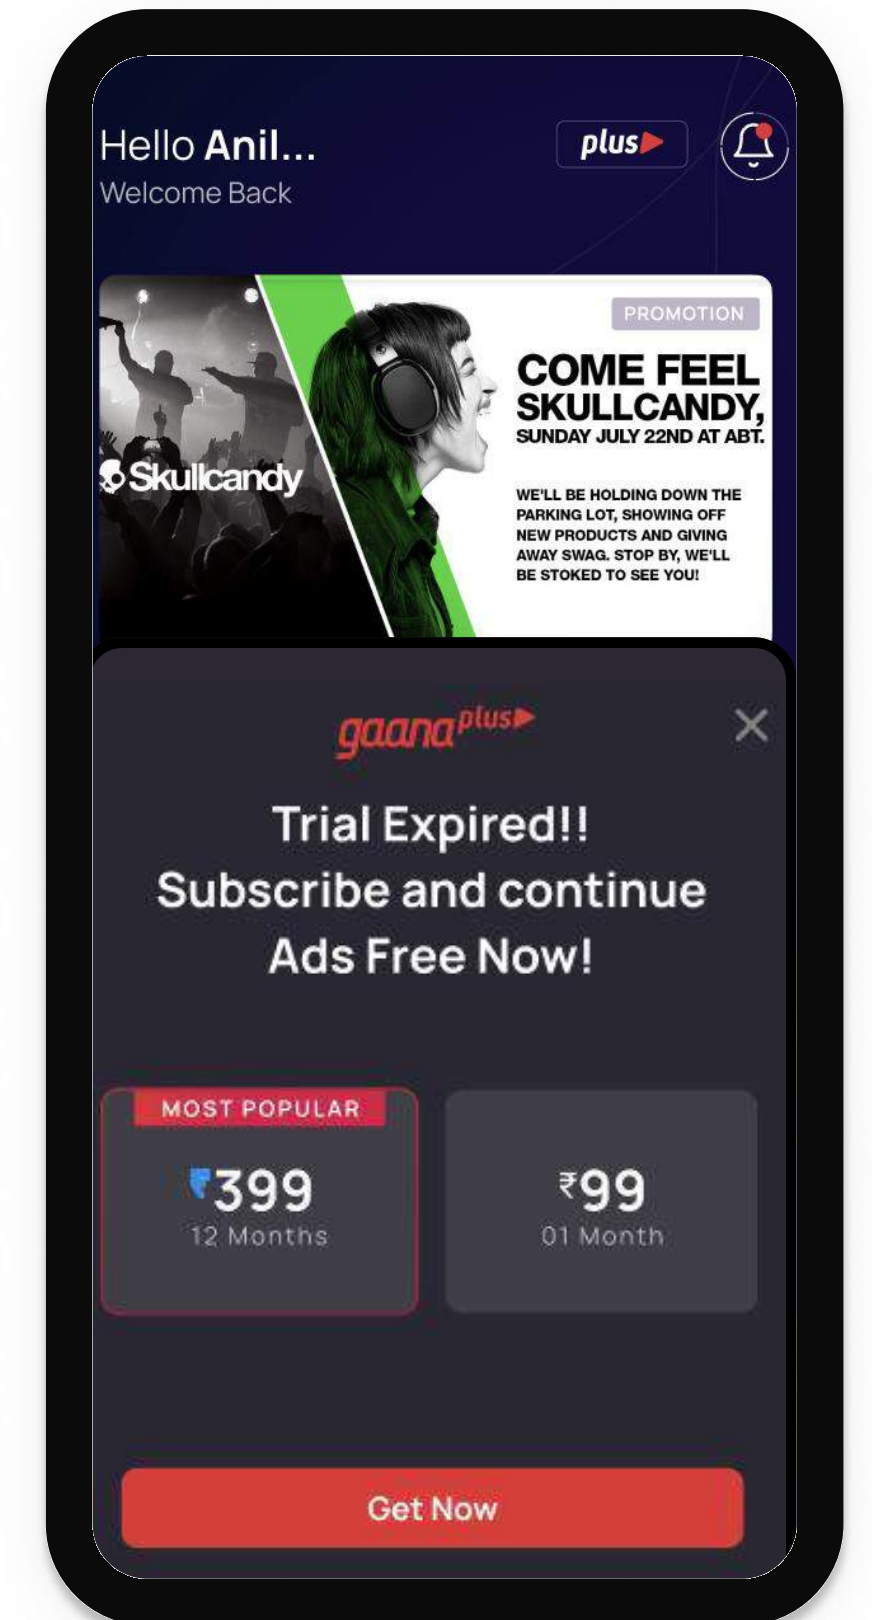 Hello Anil...
plus
Welcome Back
PROMOTION
COME FEEL
SKULLCANDY,
SUNDAY JULY 22ND AT ABT.
Skullcandy
WE'LL BE HOLDING DOWN THE
PARKING LOT, SHOWING OFF
NEW PRODUCTS AND GIVING
AWAY SWAG. STOP BY, WE'LL
BE STOKED TO SEE YOU!
gaana plus
Trial Expired!!
Subscribe and continue
Ads Free Now!
MOST POPULAR
₹399
12 Months
₹99
01 Month
Get Now